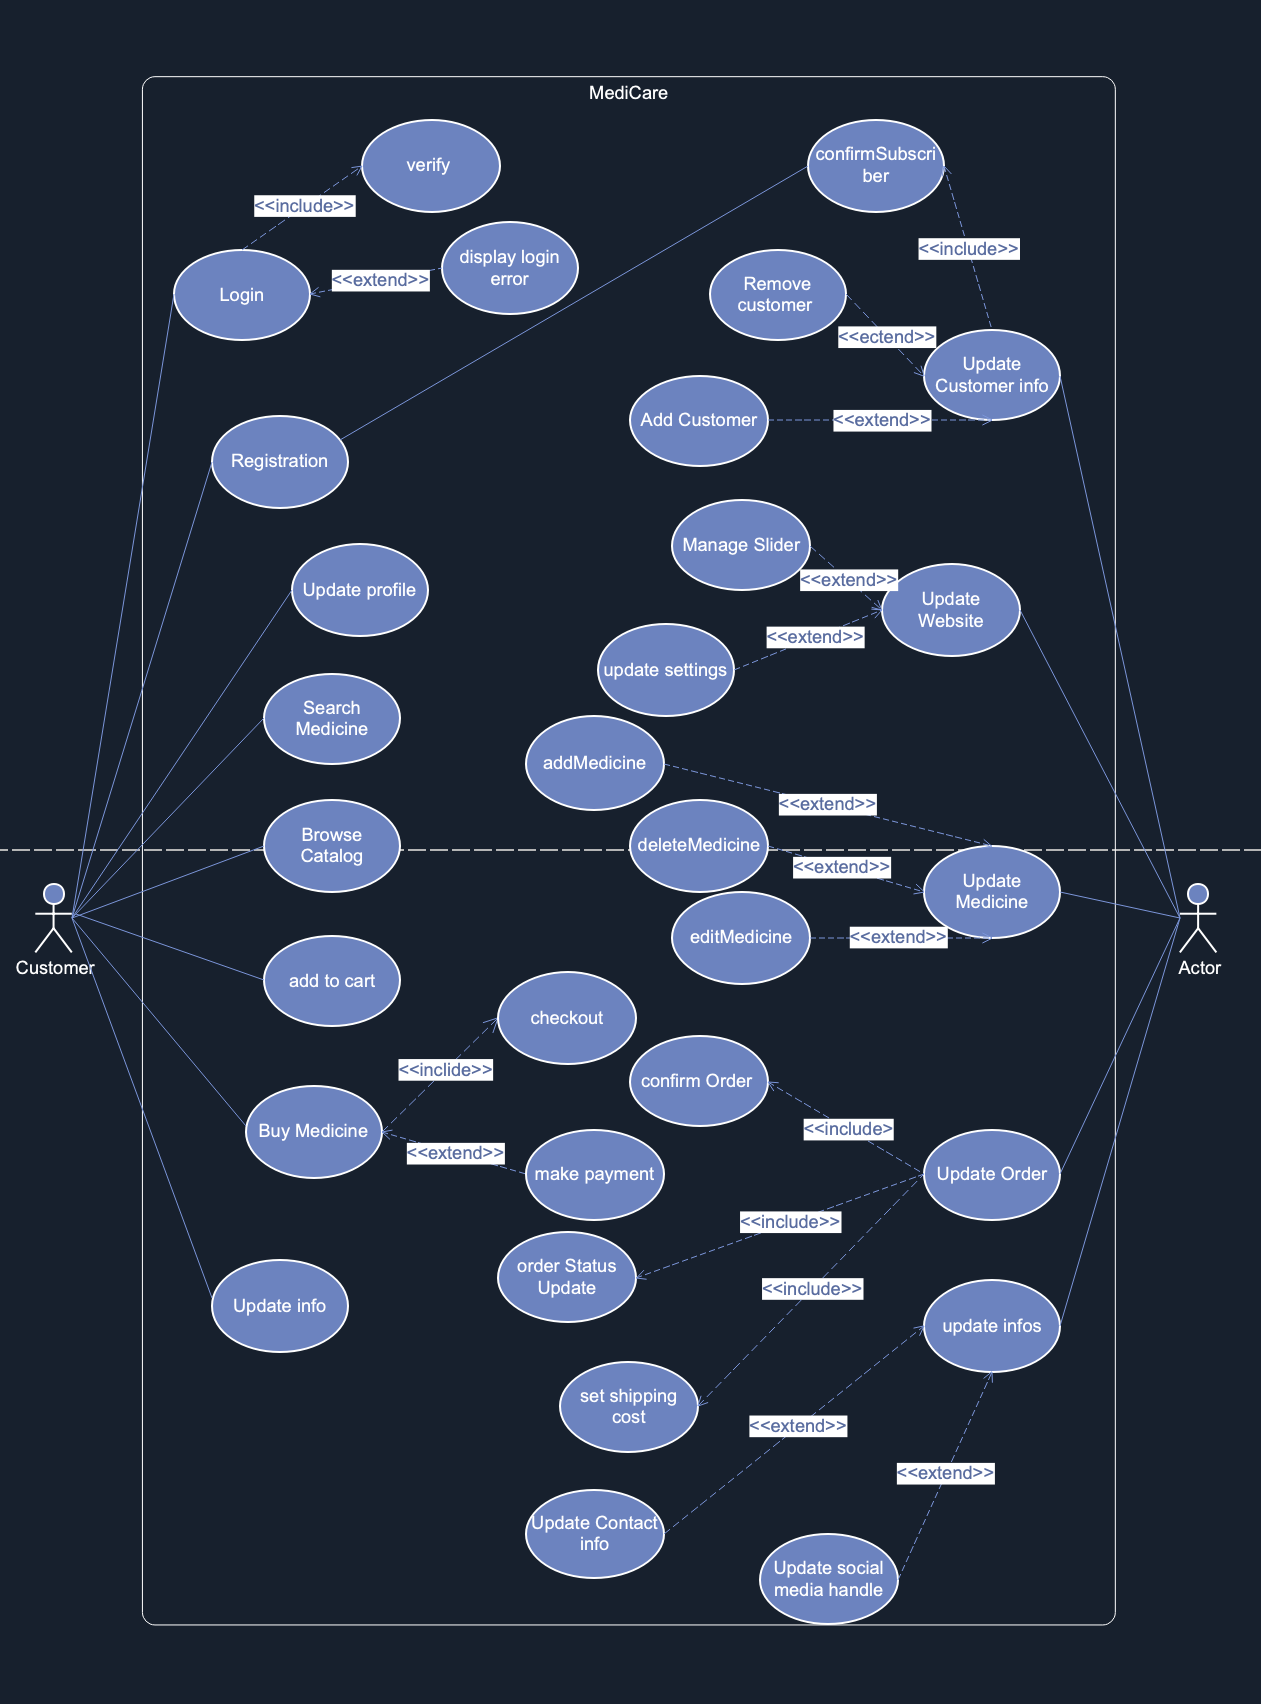 MediCare
verify
confirmSubscri
ber
<<include>>
<<include>>
display login
error
<<extend>>
Login
Remove
customer
<<ectend>>
Update
Customer info
Add Customer
<<extend>>
Registration
Manage Slider
<<extend>>
Update
Website
Update profile
<<extend>>
update settings
Search
Medicine
addMedicine
<<extend>>
Browse
Catalog
deleteMedicine
<<extend>>
Update
Medicine
editMedicine
<<extend>>
Customer
Actor
add to cart
checkout
<<inclide>>
confirm Order
<<include>
Buy Medicine
<<extend>>
make payment
Update Order
<<include>>
order Status
Update
<<include>>
Update info
update infos
set shipping
cost
<<extend>>
<<extend>>
Update Contact
info
Update social
media handle